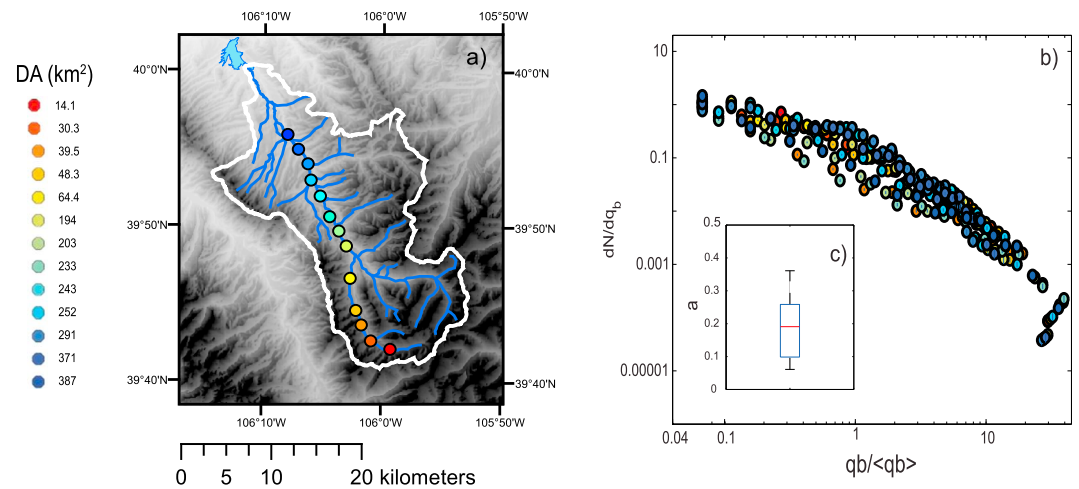 106°10'W 106°0'W 105°50'W
a)
DA (km²)
14.1
30.3
39.5
48.3
64.4
194
203
233
243
252
291
371
387
40°0'N
40°0'N
39°50'N
39°50'N
39°40'N
39°40'N
106°10'W 106°0'W 105°50'W
0 5 10 20 kilometers
b)
10
0.1
0.001
0.00001
dN/dqb
0.04 0.1 1 10
qb/<qb>
c)
0.5
0.4
0.3
0.2
0.1
0
a